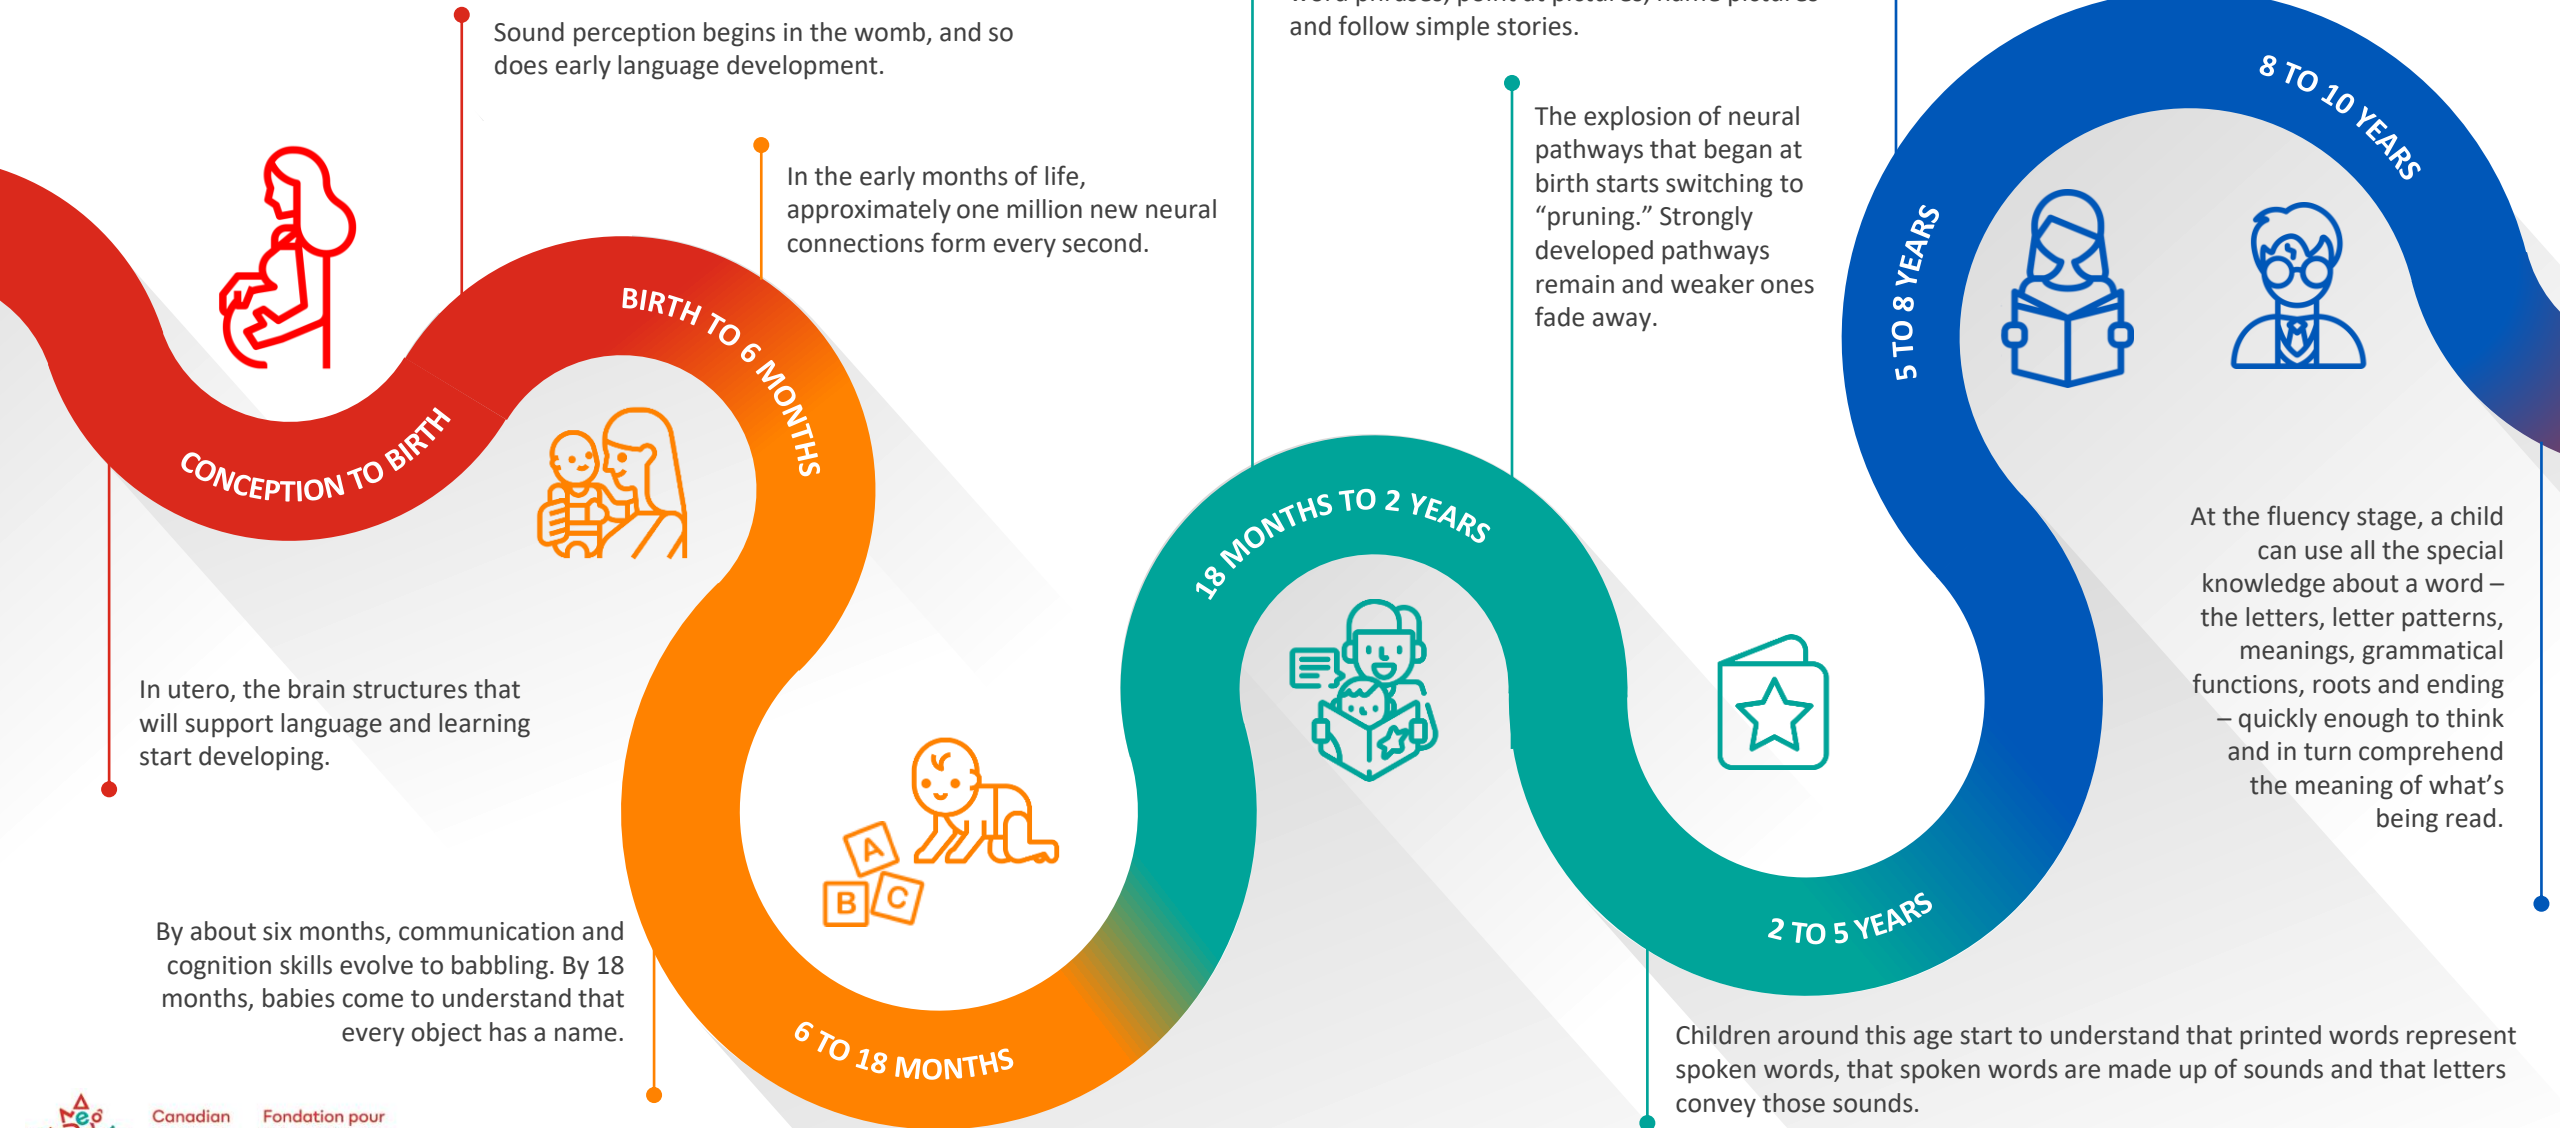 Sound perception begins in the womb, and so
does early language development.
word phrases, point at pictures, name pictures
and follow simple stories.
8 TO 10 YEARS
The explosion of neural
pathways that began at
birth starts switching to
“pruning.” Strongly
developed pathways
remain and weaker ones
fade away.
In the early months of life,
approximately one million new neural
connections form every second.
5 TO 8 YEARS
BIRTH TO 6 MONTHS
CONCEPTION TO BIRTH
18 MONTHS TO 2 YEARS
At the fluency stage, a child
can use all the special
knowledge about a word –
the letters, letter patterns,
meanings, grammatical
functions, roots and ending
– quickly enough to think
and in turn comprehend
the meaning of what’s
being read.
In utero, the brain structures that
will support language and learning
start developing.
A
B C
2 TO 5 YEARS
By about six months, communication and
cognition skills evolve to babbling. By 18
months, babies come to understand that
every object has a name.
6 TO 18 MONTHS
Children around this age start to understand that printed words represent
spoken words, that spoken words are made up of sounds and that letters
convey those sounds.
Canadian
Fondation pour